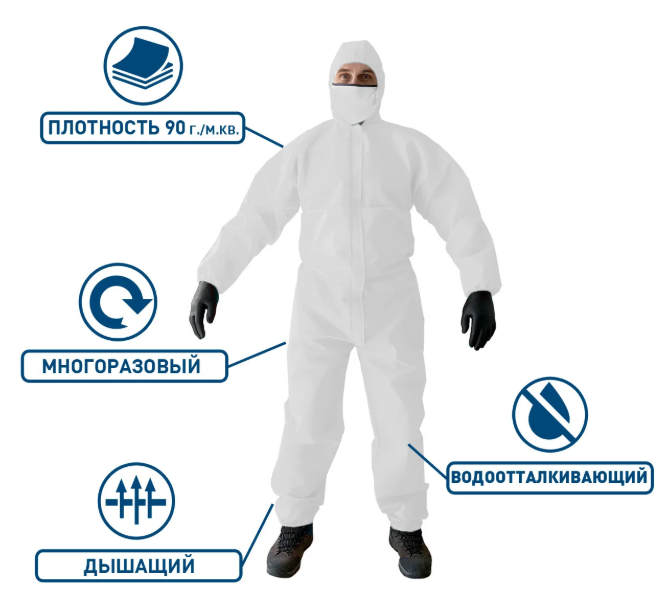 ПЛОТНОСТЬ 90 Г./М.КВ.
МНОГОРАЗОВЫЙ
ВОДООТТАЛКИВАЮЩИЙ
ДЫШАЩИЙ